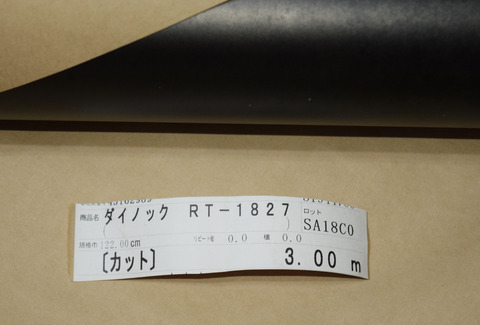 商品名 ダイノック RT-1827 ロット
SA18C0
規格巾 122.00cm リピート 縦 0.0 横 0.0
[カット] 3.00 m